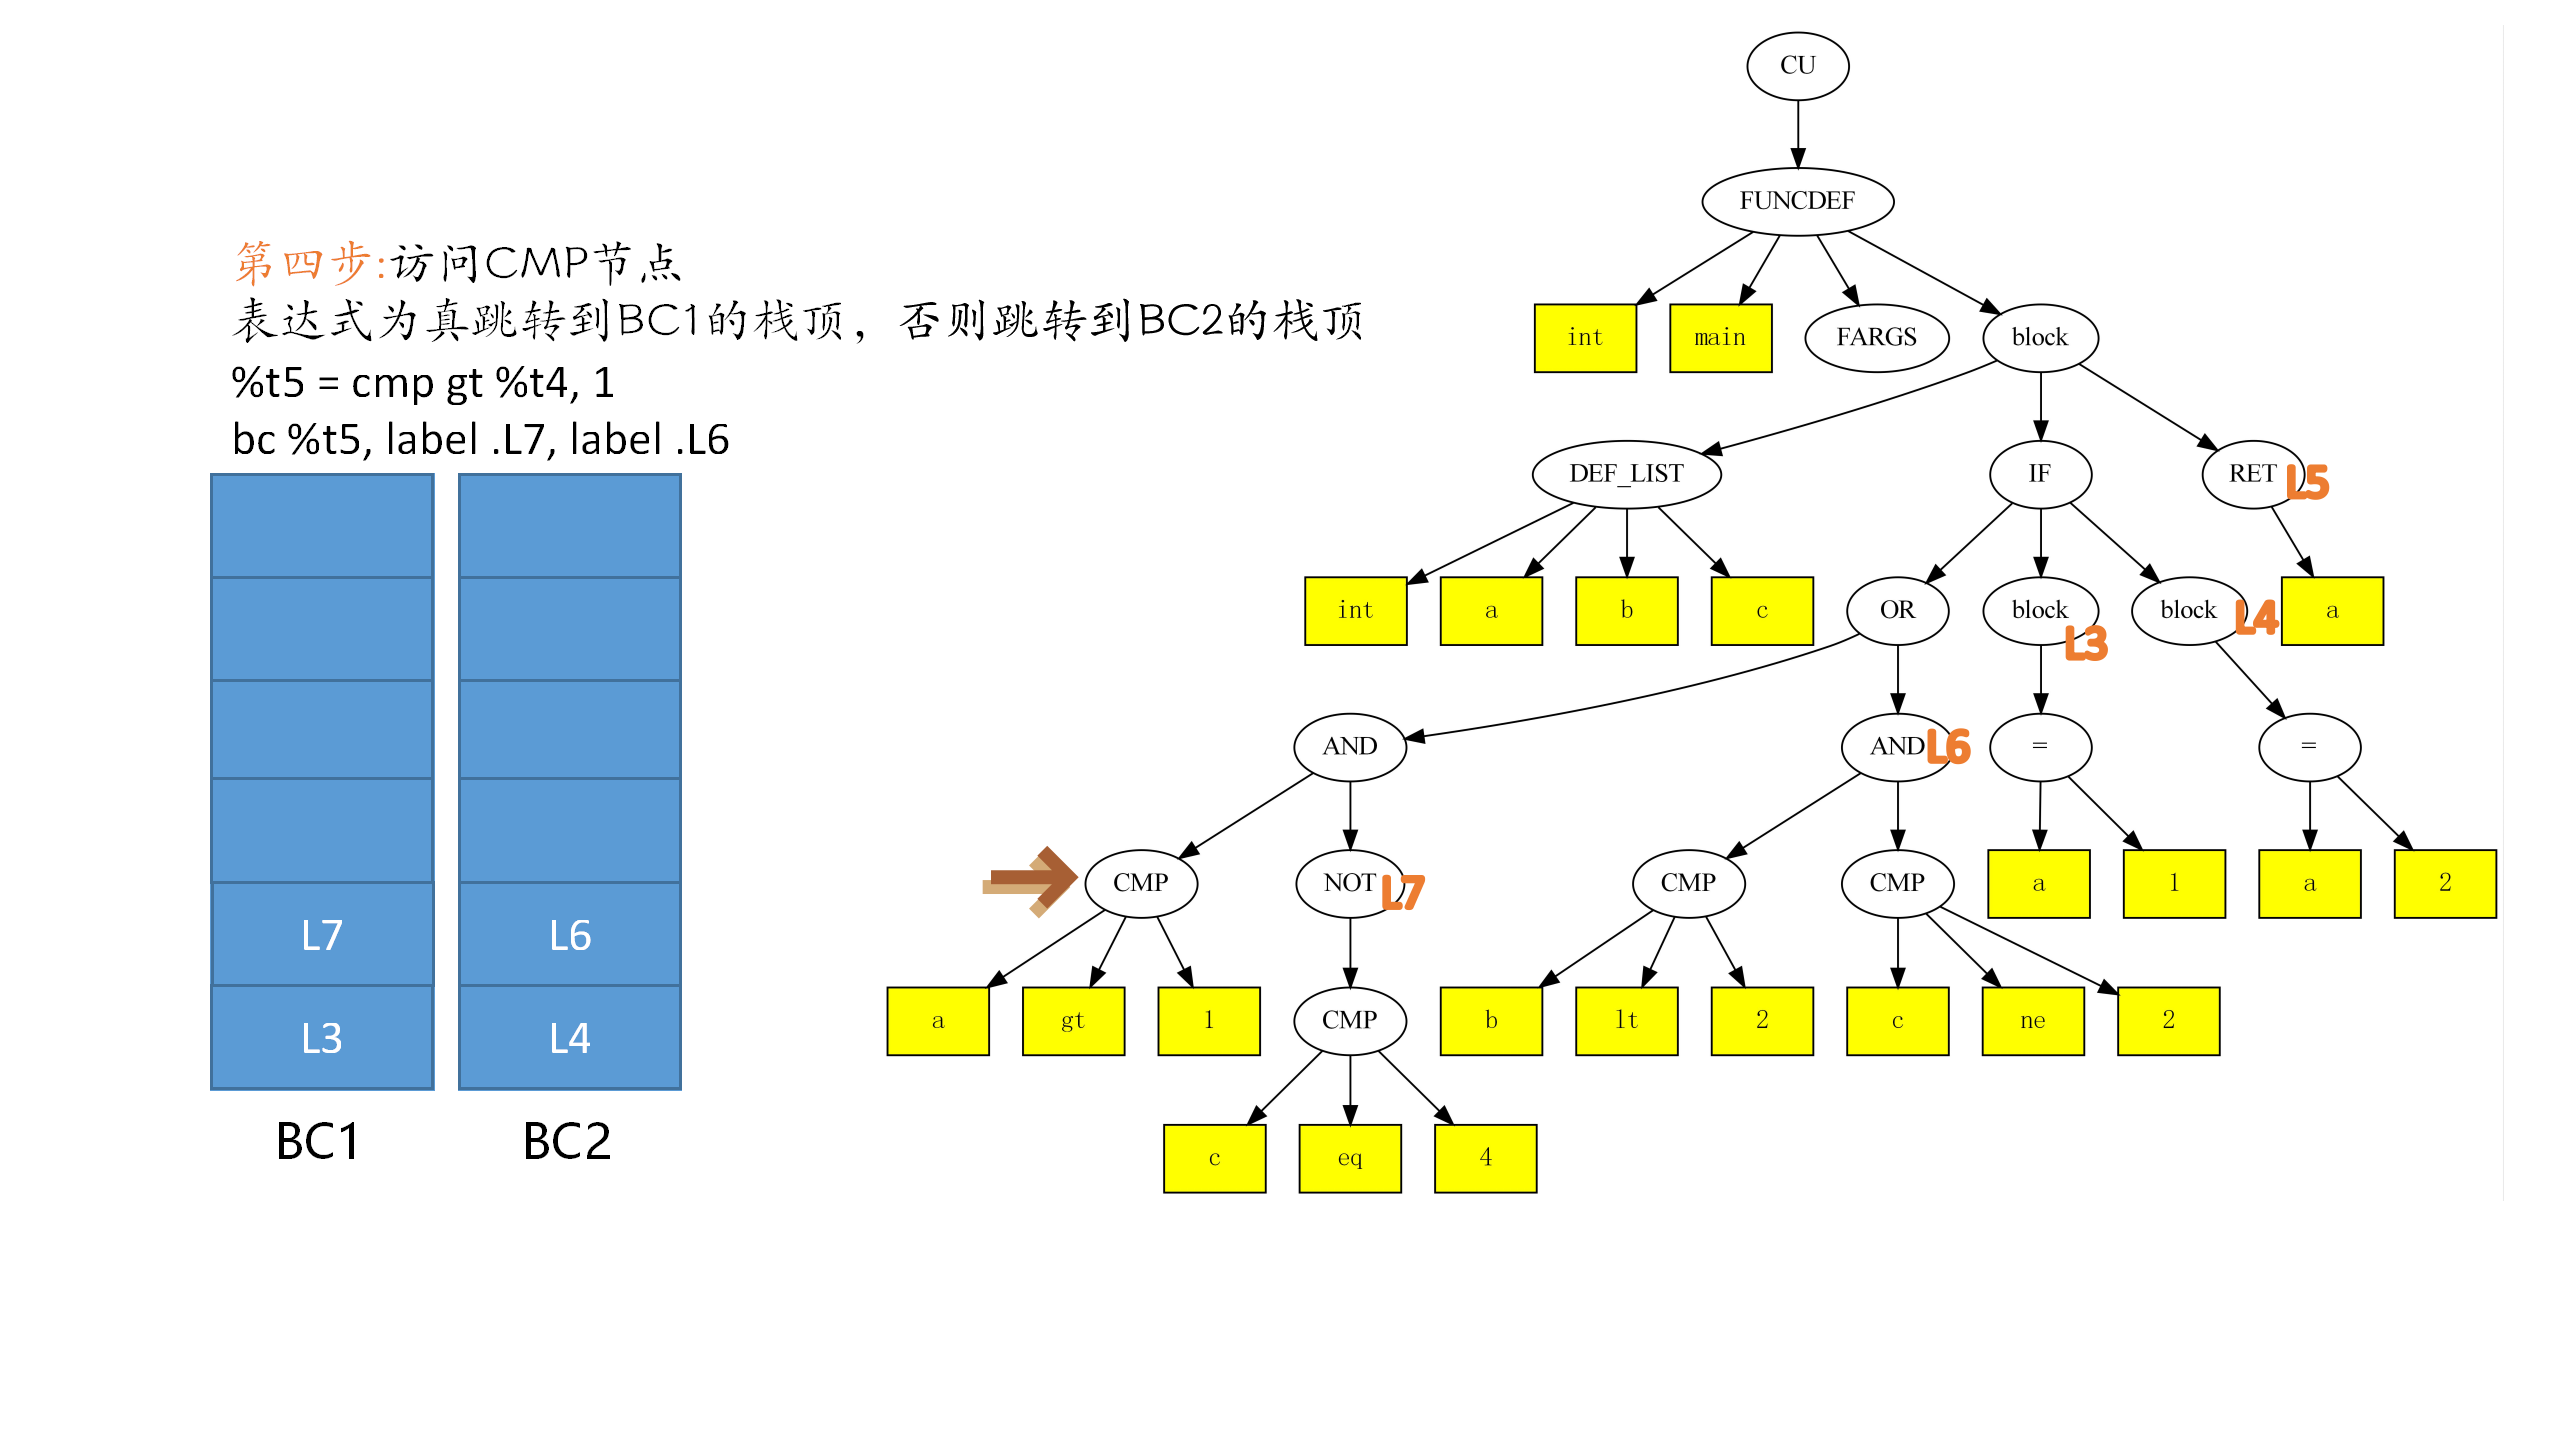 第四步:访问CMP节点
表达式为真跳转到BC1的栈顶，否则跳转到BC2的栈顶
%t5 = cmp gt %t4, 1
bc %t5, label .L7, label .L6
L7 L6
L3 L4
BC1 BC2
CU
FUNCDEF
int main FARGS block
DEF_LIST IF RET L5
int a b c OR block L3 block L4 a
AND AND L6 = =
CMP NOT L7 CMP CMP a 1 a 2
a gt 1 CMP b lt 2 c ne 2
c eq 4